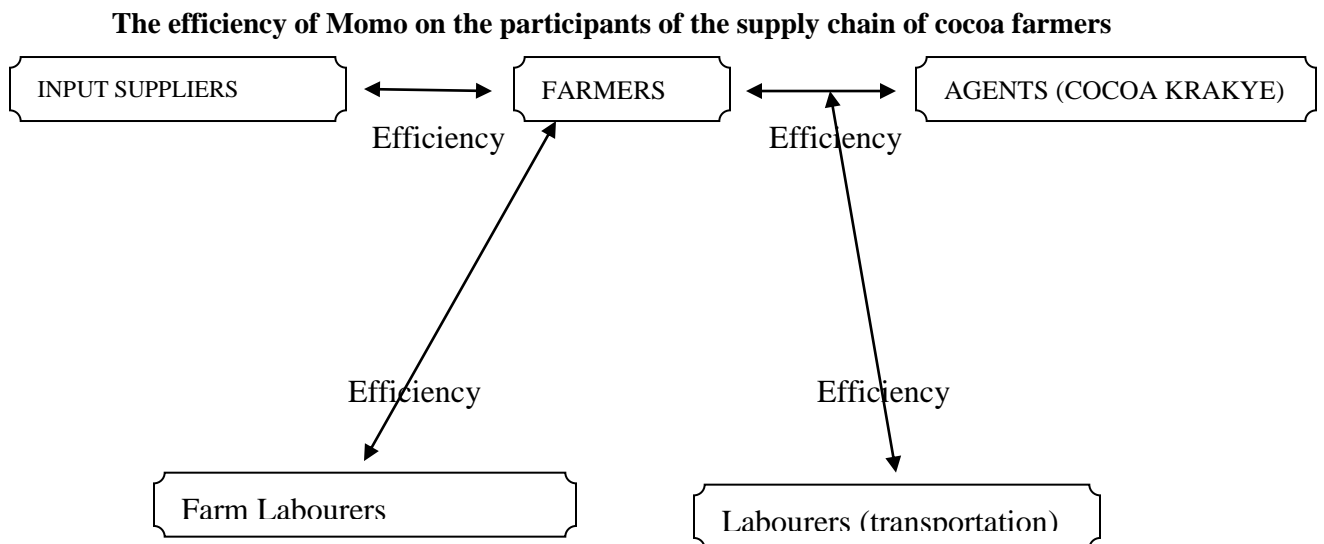 The efficiency of Momo on the participants of the supply chain of cocoa farmers
INPUT SUPPLIERS
FARMERS
AGENTS (COCOA KRAKYE)
Efficiency
Efficiency
Efficiency
Efficiency
Farm Labourers
Labourers (transportation)